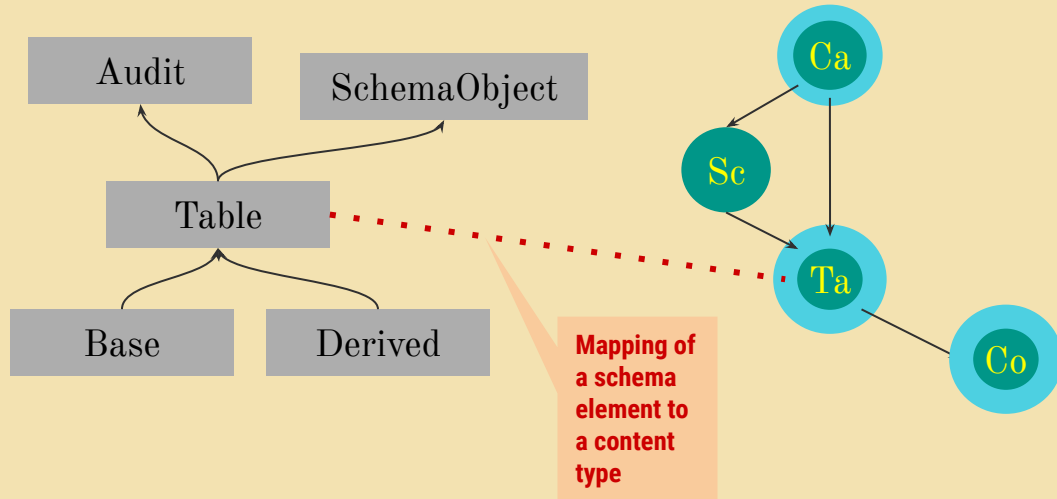 Audit
SchemaObject
Table
Base
Derived
Ca
Sc
Ta
Co
Mapping of
a schema
element to
a content
type